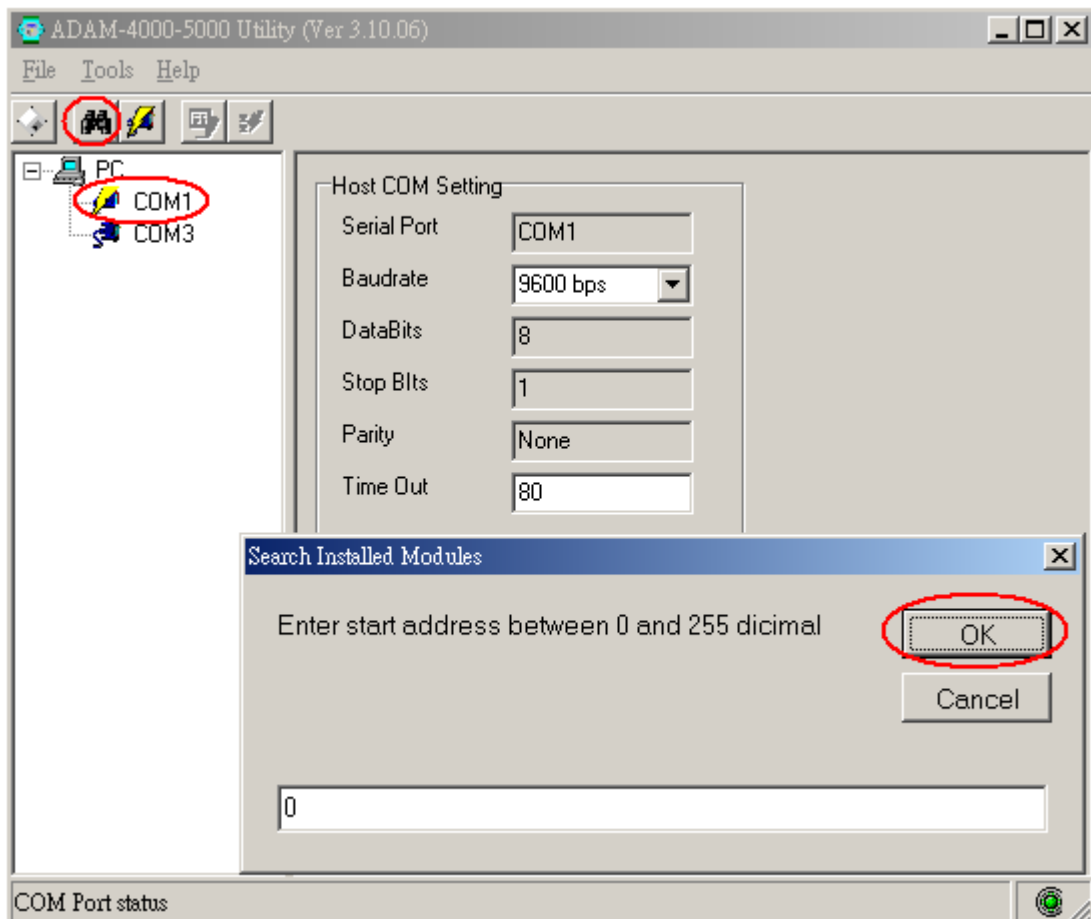 ADAM-4000-5000 Utility (Ver 3.10.06)
File Tools Help
PC
COM1
COM3
Host COM Setting
Serial Port COM1
Baudrate 9600 bps
DataBits 8
Stop BIts 1
Parity None
Time Out 80
Search Installed Modules
Enter start address between 0 and 255 dicimal
OK
Cancel
0
COM Port status